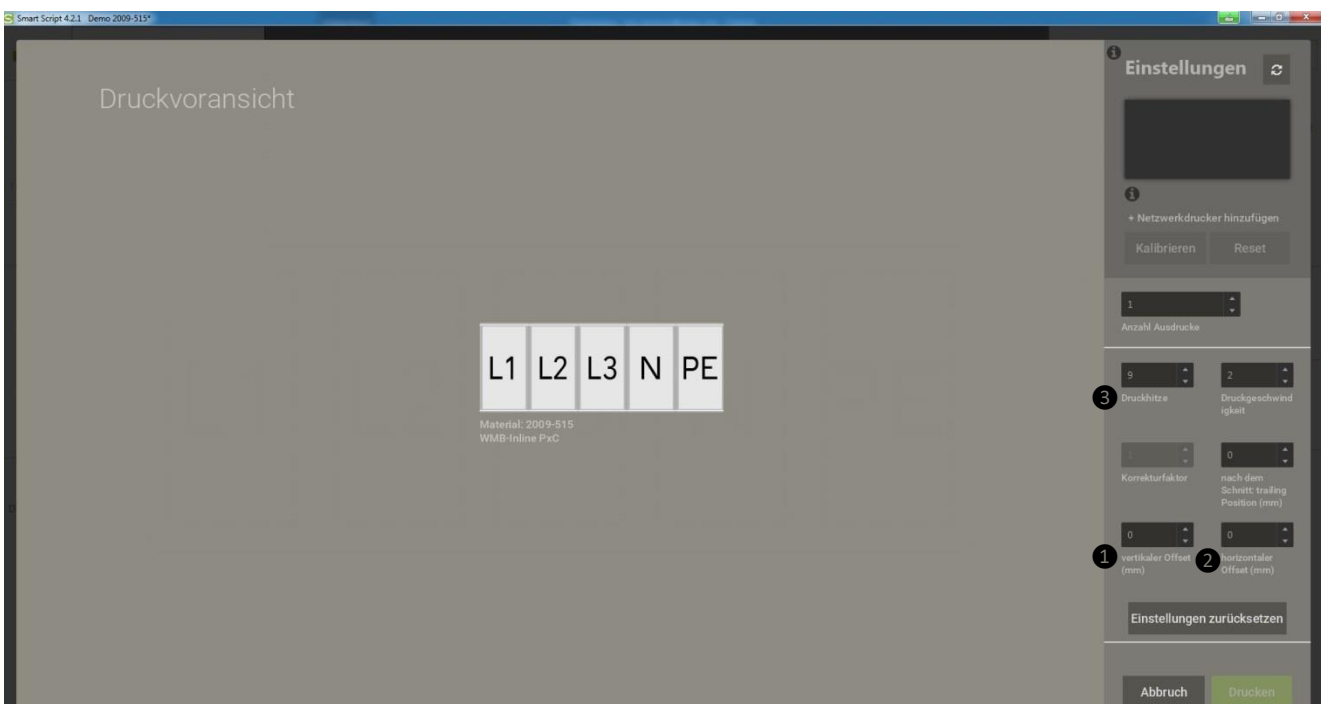 Smart Script 4.2.1 Demo 2009-515*
Druckvoransicht
L1 L2 L3 N PE
Material: 2009-515
WMB-Inline PxC
Einstellungen
+ Netzwerkdrucker hinzufügen
Kalibrieren Reset
1
Anzahl Ausdrucke
9 2
3 Druckhitze Druckgeschwind
igkeit
1 0
Korrekturfaktor nach dem
Schnitt: trailing
Position (mm)
0 0
1 vertikaler Offset 2 horizontaler
(mm) Offset (mm)
Einstellungen zurücksetzen
Abbruch Drucken